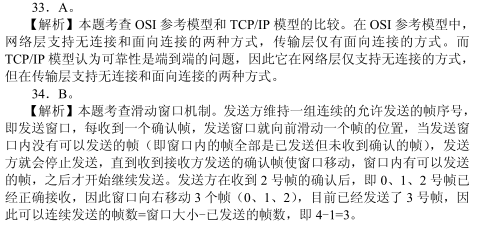 33．A。
【解析】本题考查 OSI 参考模型和 TCP/IP 模型的比较。在 OSI 参考模型中，
网络层支持无连接和面向连接的两种方式，传输层仅有面向连接的方式。而
TCP/IP 模型认为可靠性是端到端的问题，因此它在网络层仅支持无连接的方式，
但在传输层支持无连接和面向连接的两种方式。
34．B。
【解析】本题考查滑动窗口机制。发送方维持一组连续的允许发送的帧序号，
即发送窗口，每收到一个确认帧，发送窗口就向前滑动一个帧的位置，当发送窗
口内没有可以发送的帧（即窗口内的帧全部是已发送但未收到确认的帧），发送
方就会停止发送，直到收到接收方发送的确认帧使窗口移动，窗口内有可以发送
的帧，之后才开始继续发送。发送方在收到 2 号帧的确认后，即 0、1、2 号帧已
经正确接收，因此窗口向右移动 3 个帧（0、1、2），目前已经发送了 3 号帧，因
此可以连续发送的帧数=窗口大小-已发送的帧数，即 4-1=3。